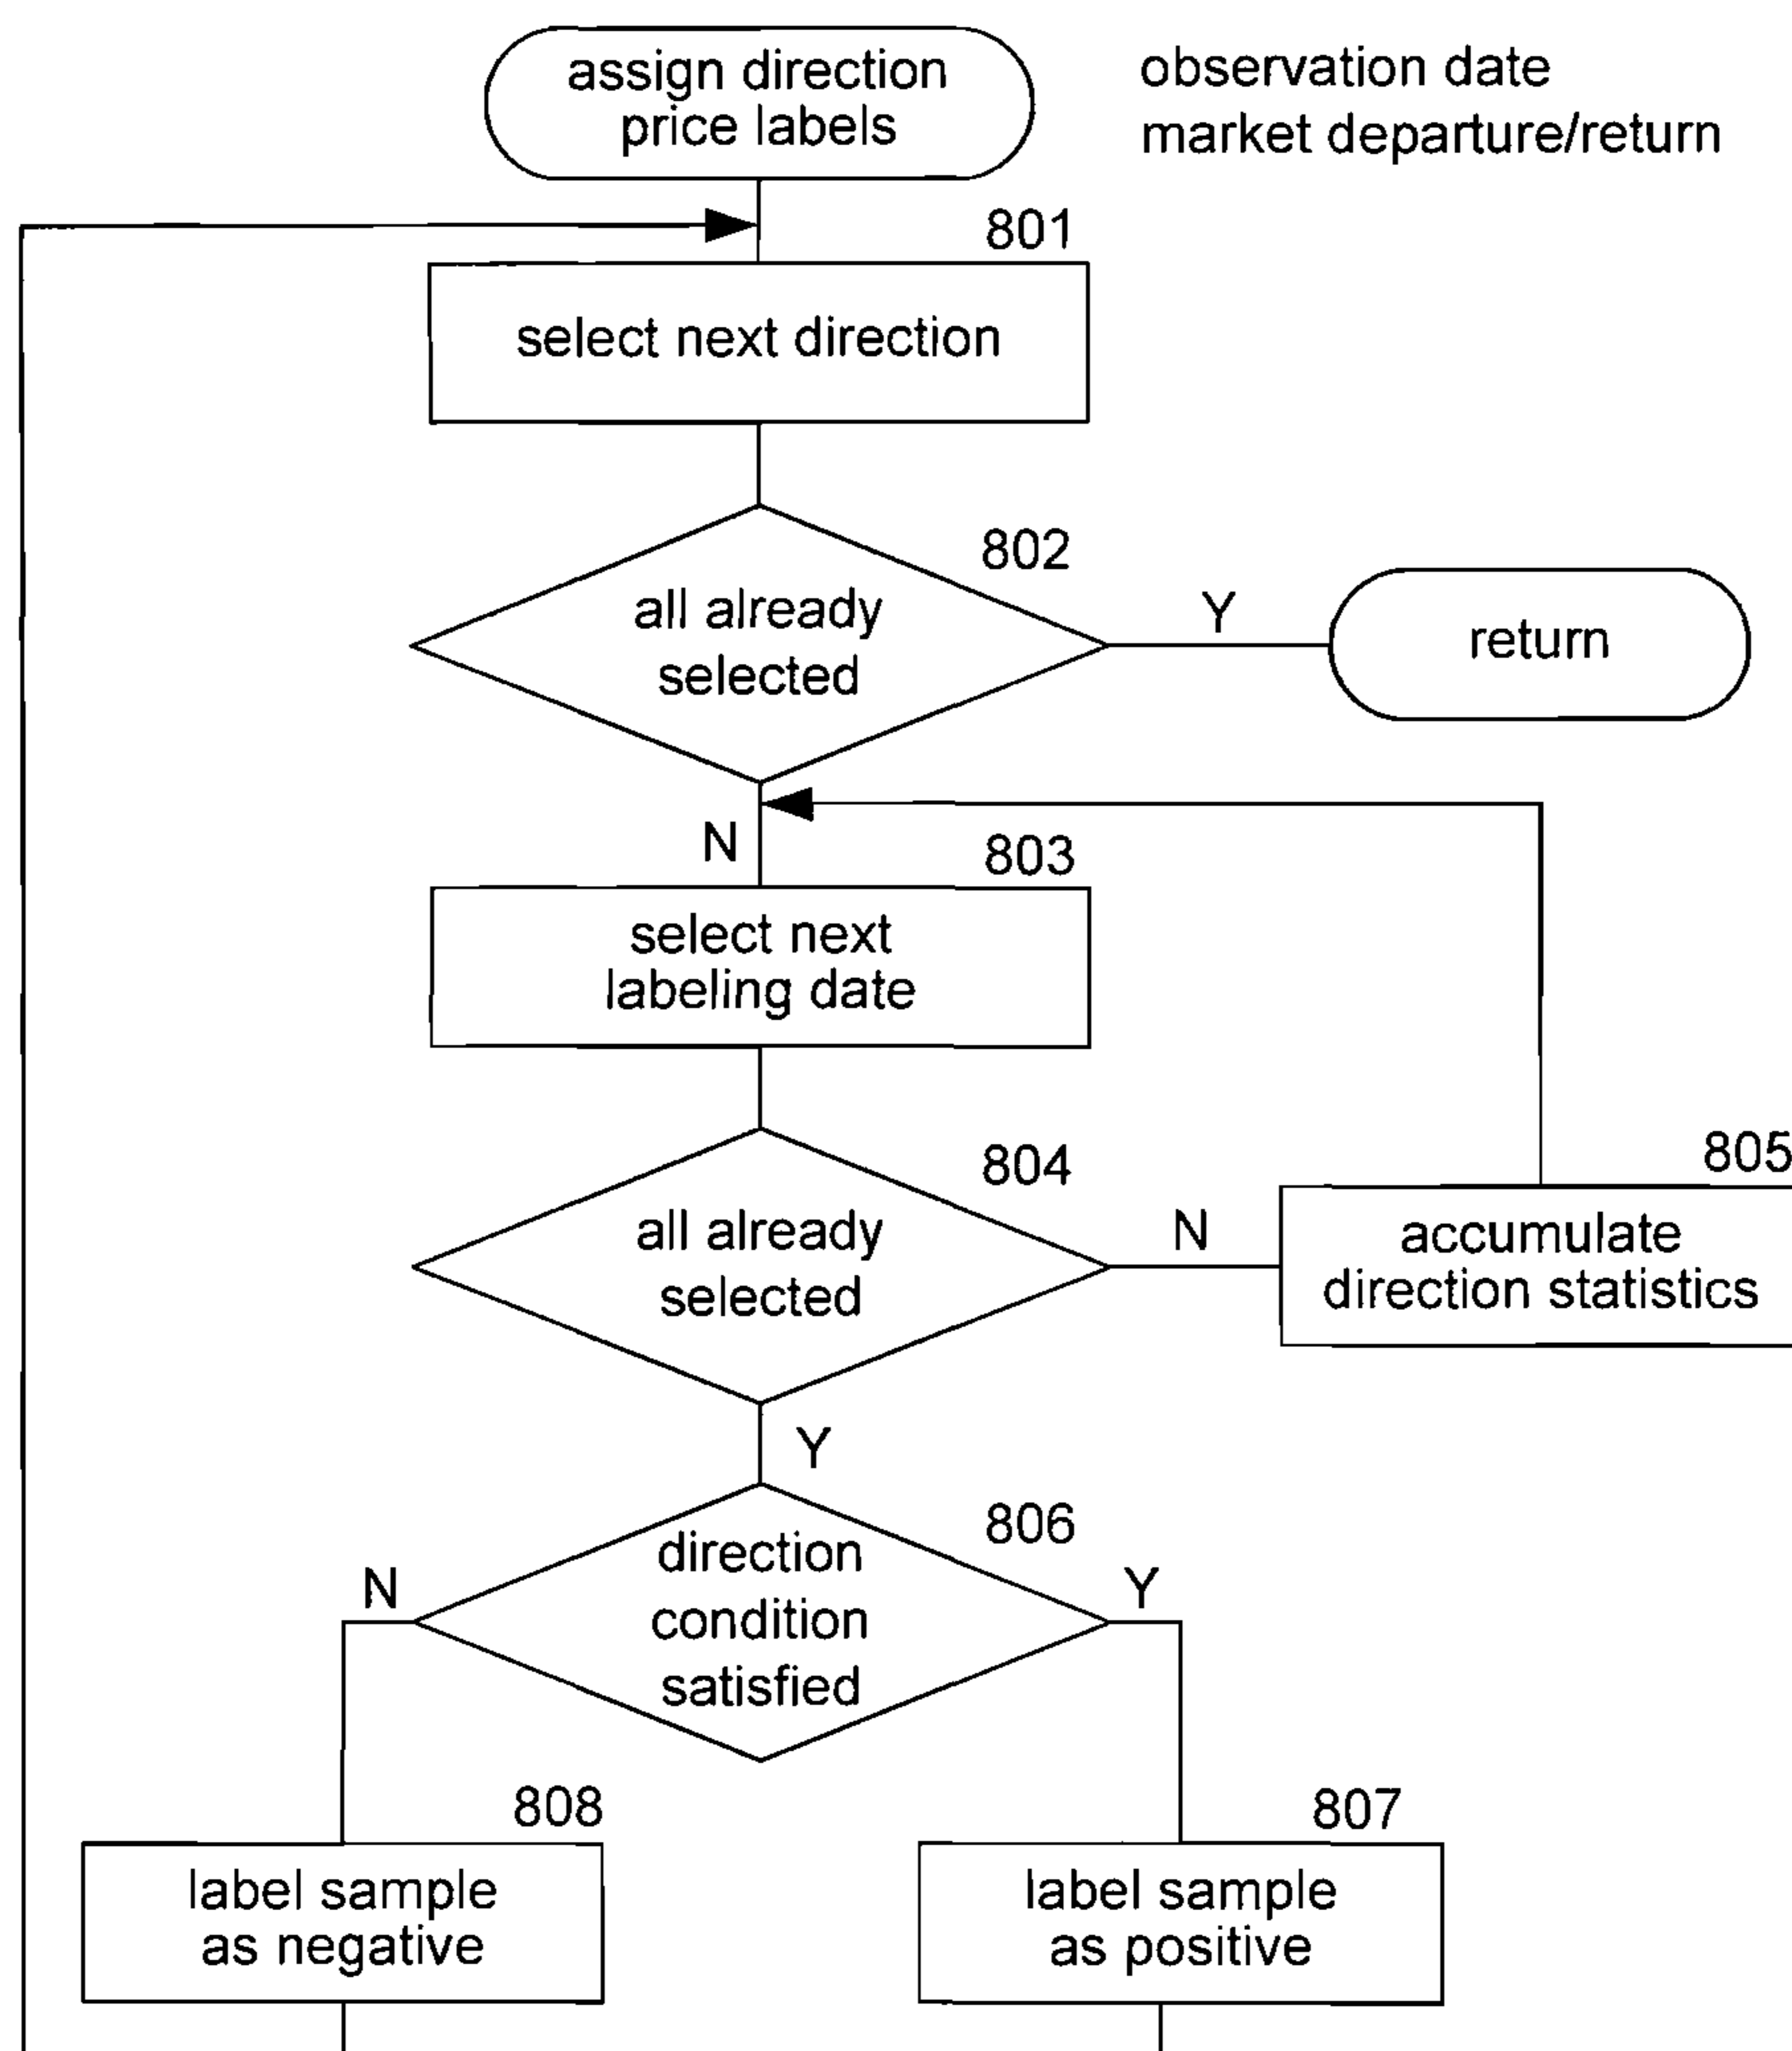 assign direction
price labels
observation date
market departure/return
801
select next direction
802
all already
selected
Y
return
N
803
select next
labeling date
804
all already
selected
N
805
accumulate
direction statistics
Y
806
direction
condition
satisfied
N
Y
808
label sample
as negative
807
label sample
as positive